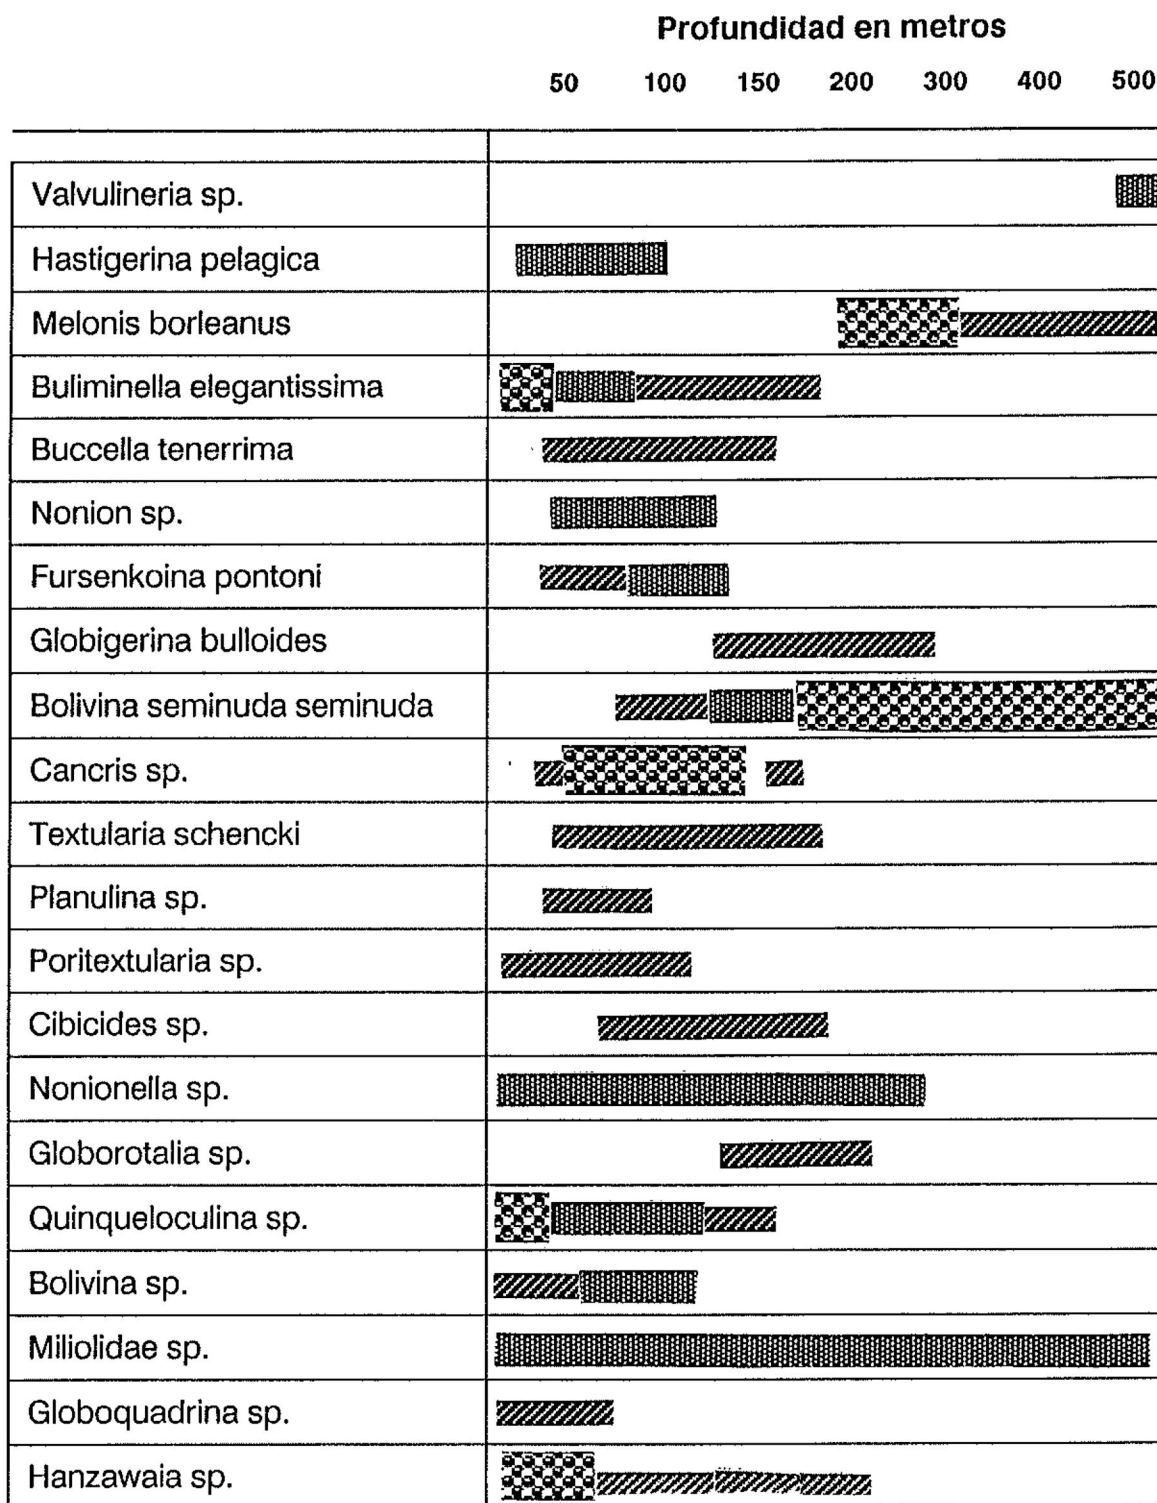 Profundidad en metros
50 100 150 200 300 400 500
Valvulineria sp.
Hastigerina pelagica
Melonis borleanus
Buliminella elegantissima
Buccella tenerrima
Nonion sp.
Fursenkoina pontoni
Globigerina bulloides
Bolivina seminuda seminuda
Cancris sp.
Textularia schencki
Planulina sp.
Poritextularia sp.
Cibicides sp.
Nonionella sp.
Globorotalia sp.
Quinqueloculina sp.
Bolivina sp.
Miliolidae sp.
Globoquadrina sp.
Hanzawaia sp.